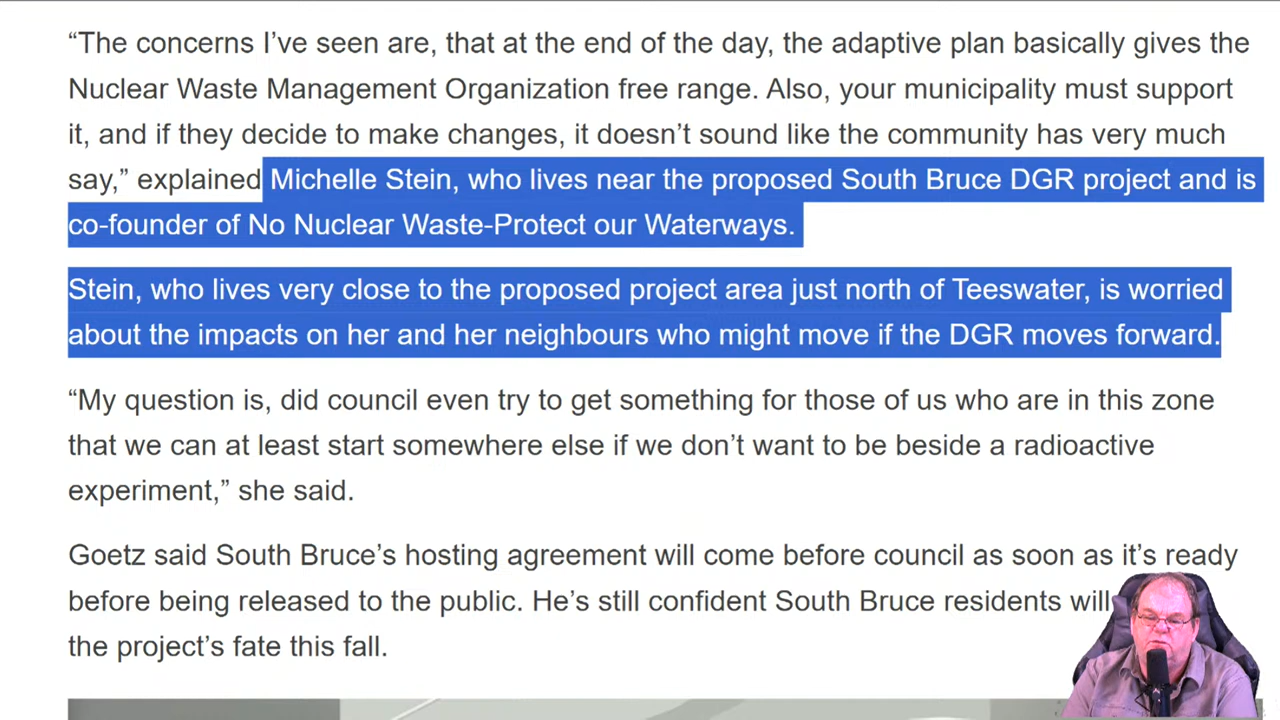 “The concerns I’ve seen are, that at the end of the day, the adaptive plan basically gives the
Nuclear Waste Management Organization free range. Also, your municipality must support
it, and if they decide to make changes, it doesn’t sound like the community has very much
say,” explained Michelle Stein, who lives near the proposed South Bruce DGR project and is
co-founder of No Nuclear Waste-Protect our Waterways.
Stein, who lives very close to the proposed project area just north of Teeswater, is worried
about the impacts on her and her neighbours who might move if the DGR moves forward.
“My question is, did council even try to get something for those of us who are in this zone
that we can at least start somewhere else if we don’t want to be beside a radioactive
experiment,” she said.
Goetz said South Bruce’s hosting agreement will come before council as soon as it’s ready
before being released to the public. He’s still confident South Bruce residents will
the project’s fate this fall.